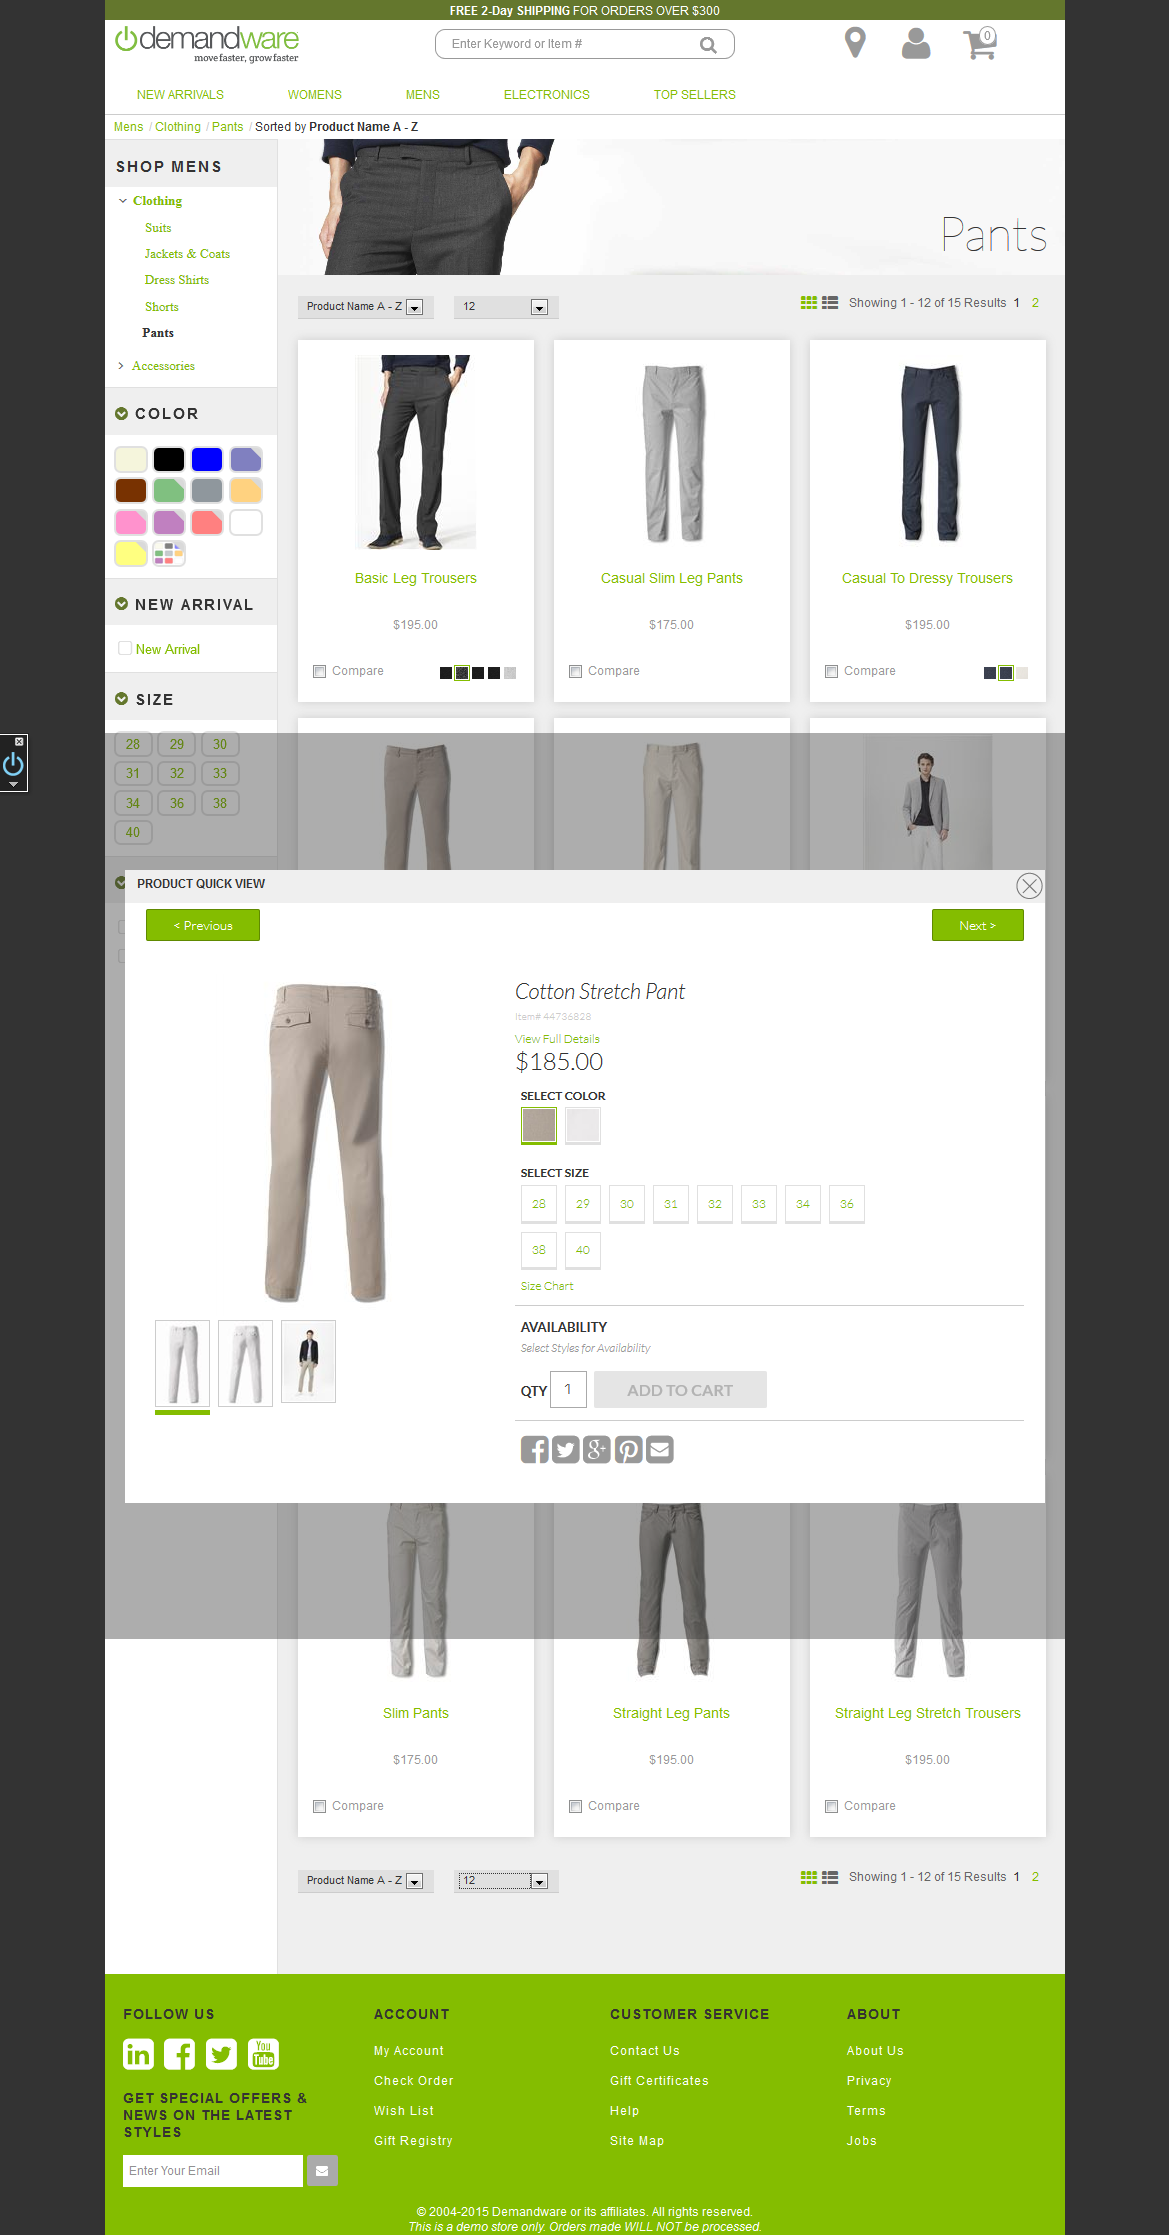 FREE 2-Day SHIPPING FOR ORDERS OVER $300
demandware
move faster, grow faster
Enter Keyword or Item #
0
NEW ARRIVALS WOMENS MENS ELECTRONICS TOP SELLERS
Mens / Clothing / Pants / Sorted by Product Name A - Z
SHOP MENS
Clothing
Suits
Jackets & Coats
Dress Shirts
Shorts
Pants
Accessories
COLOR
NEW ARRIVAL
New Arrival
SIZE
28 29 30
31 32 33
34 36 38
40
Pants
Product Name A - Z 12 Showing 1 - 12 of 15 Results 1 2
Basic Leg Trousers
$195.00
Compare
Casual Slim Leg Pants
$175.00
Compare
Casual To Dressy Trousers
$195.00
Compare
PRODUCT QUICK VIEW
< Previous
Next >
Cotton Stretch Pant
Item# 44736828
View Full Details
$185.00
SELECT COLOR
SELECT SIZE
28 29 30 31 32 33 34 36
38 40
Size Chart
AVAILABILITY
Select Styles for Availability
QTY 1 ADD TO CART
Slim Pants
$175.00
Compare
Straight Leg Pants
$195.00
Compare
Straight Leg Stretch Trousers
$195.00
Compare
Product Name A - Z 12 Showing 1 - 12 of 15 Results 1 2
FOLLOW US
in
You Tube
GET SPECIAL OFFERS &
NEWS ON THE LATEST
STYLES
Enter Your Email
ACCOUNT
My Account
Check Order
Wish List
Gift Registry
CUSTOMER SERVICE
Contact Us
Gift Certificates
Help
Site Map
ABOUT
About Us
Privacy
Terms
Jobs
© 2004-2015 Demandware or its affiliates. All rights reserved.
This is a demo store only. Orders made WILL NOT be processed.